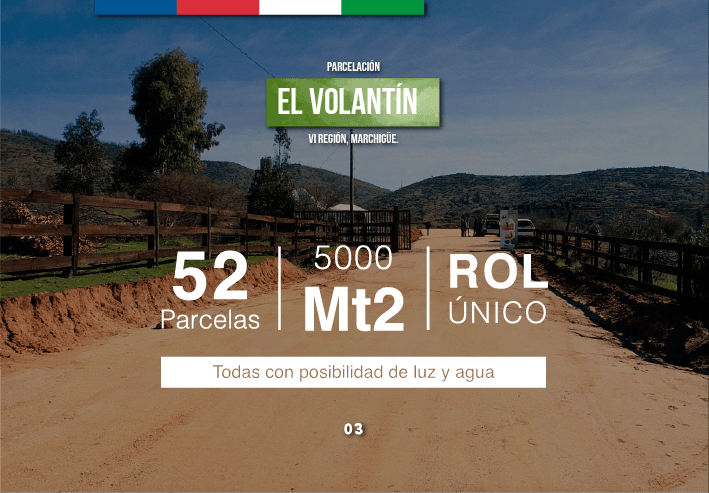 PARCELACIÓN
EL VOLANTÍN
VI REGIÓN, MARCHIGÜE.
52
Parcelas
5000
Mt2
ROL
ÚNICO
Todas con posibilidad de luz y agua
03